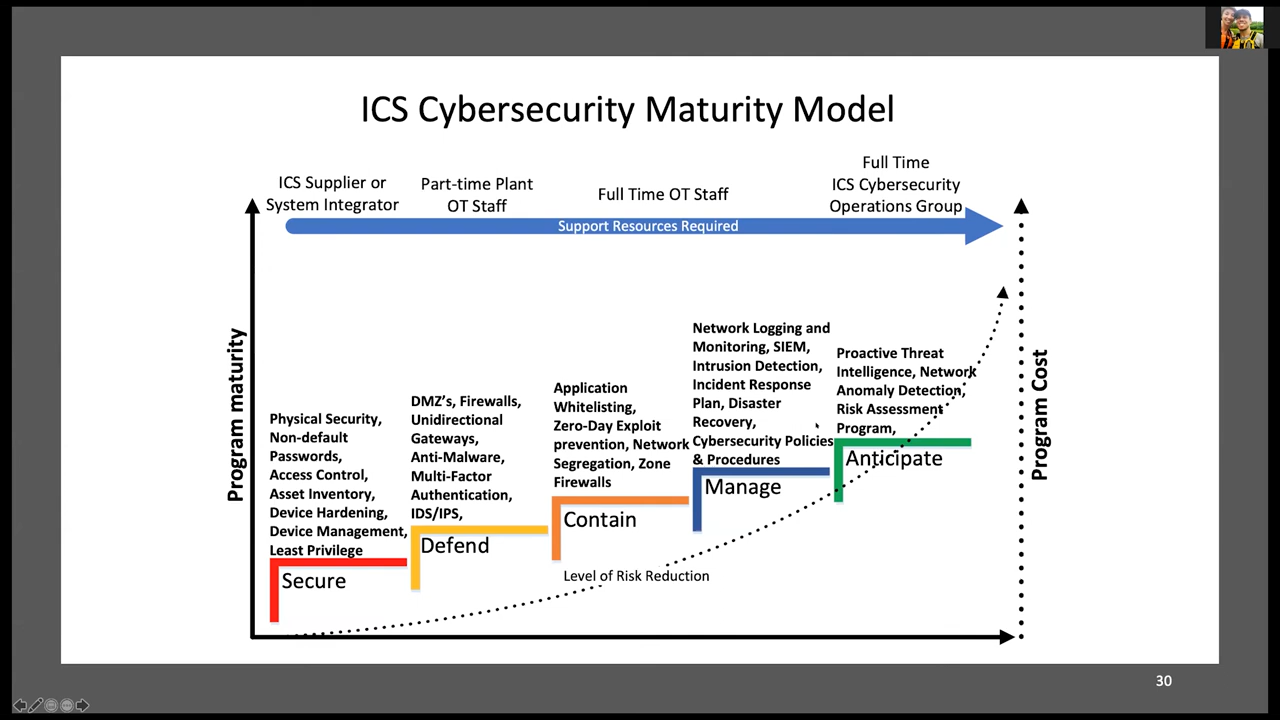 ICS Cybersecurity Maturity Model
ICS Supplier or
System Integrator
Part-time Plant
OT Staff
Full Time OT Staff
Full Time
ICS Cybersecurity
Operations Group
Support Resources Required
Program maturity
Physical Security,
Non-default
Passwords,
Access Control,
Asset Inventory,
Device Hardening,
Device Management,
Least Privilege
Secure
DMZ's, Firewalls,
Unidirectional
Gateways,
Anti-Malware,
Multi-Factor
Authentication,
IDS/IPS,
Defend
Application
Whitelisting,
Zero-Day Exploit
prevention, Network
Segregation, Zone
Firewalls
Contain
Network Logging and
Monitoring, SIEM,
Intrusion Detection,
Incident Response
Plan, Disaster
Recovery,
Cybersecurity Policies
& Procedures
Manage
Proactive Threat
Intelligence, Network
Anomaly Detection,
Risk Assessment
Program,
Anticipate
Level of Risk Reduction
Program Cost
30